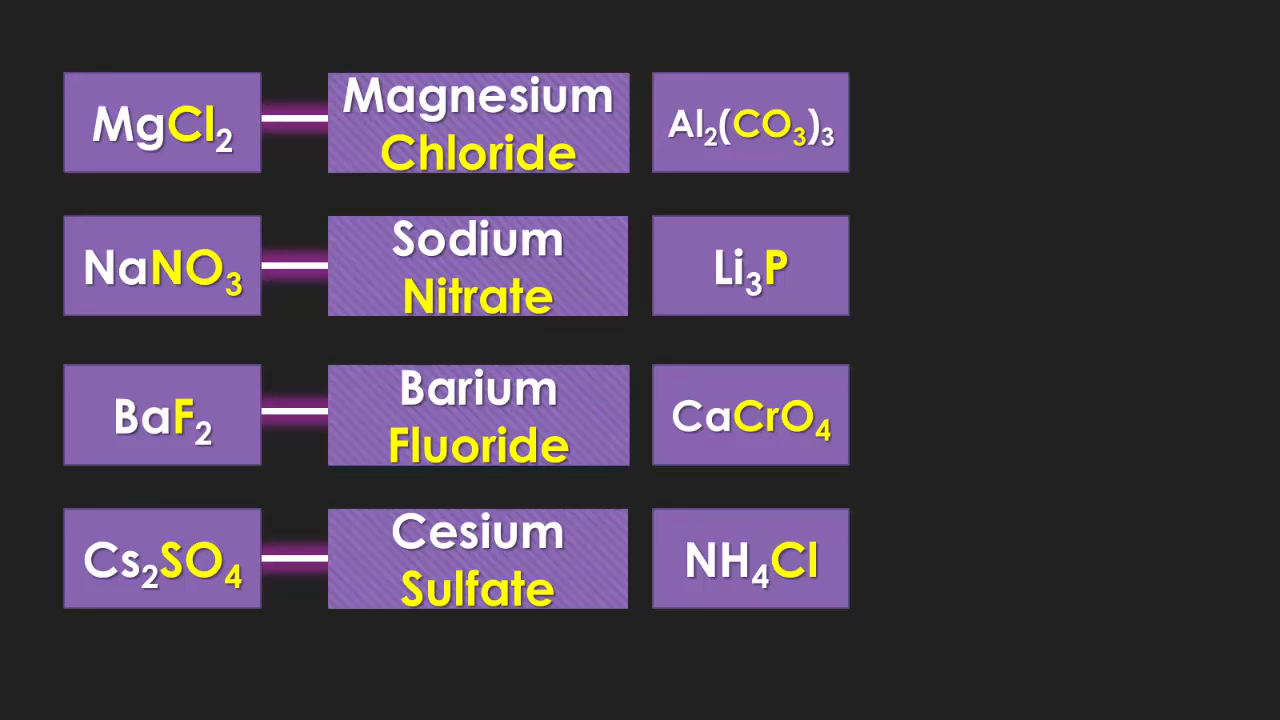 MgCl₂
Magnesium
Chloride
Al₂(CO₃)₃
NaNO₃
Sodium
Nitrate
Li₃P
BaF₂
Barium
Fluoride
CaCrO₄
Cs₂SO₄
Cesium
Sulfate
NH₄Cl